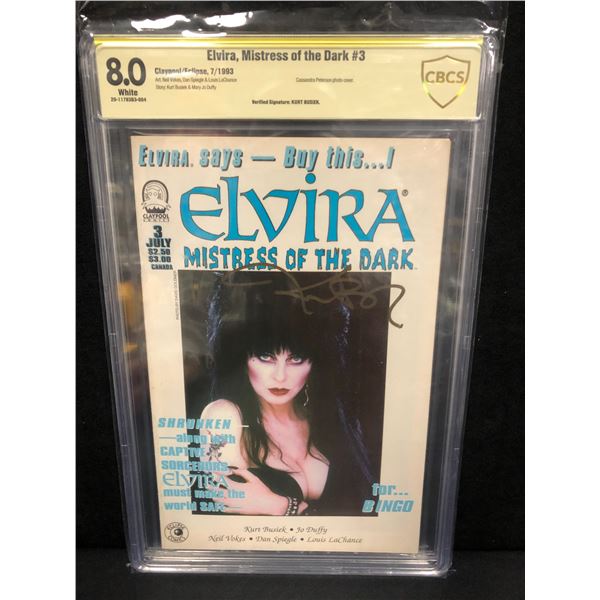 Elvira, Mistress of the Dark #3
8.0
White
Claypool/Eclipse, 7/1993
Art: Neil Vokes, Dan Spiegle & Louis LaChance
Story: Kurt Busiek & Mary Jo Duffy
Cassandra Peterson photo cover.
Verified Signature: KURT BUSIEK.
CBCS
ELVIRA SAYS — BUY THIS...!
ELVIRA®
MISTRESS OF THE DARK™
CLAYPOOL
COMICS
3
JULY
$2.50
$3.00
CANADA
SHRUNKEN —
—along with
CAPTIVE
SORCERORS
ELVIRA
must make the
world SAFE—
for...
BINGO
ECLIPSE
COMICS
Kurt Busiek • Jo Duffy
Neil Vokes • Dan Spiegle • Louis LaChance